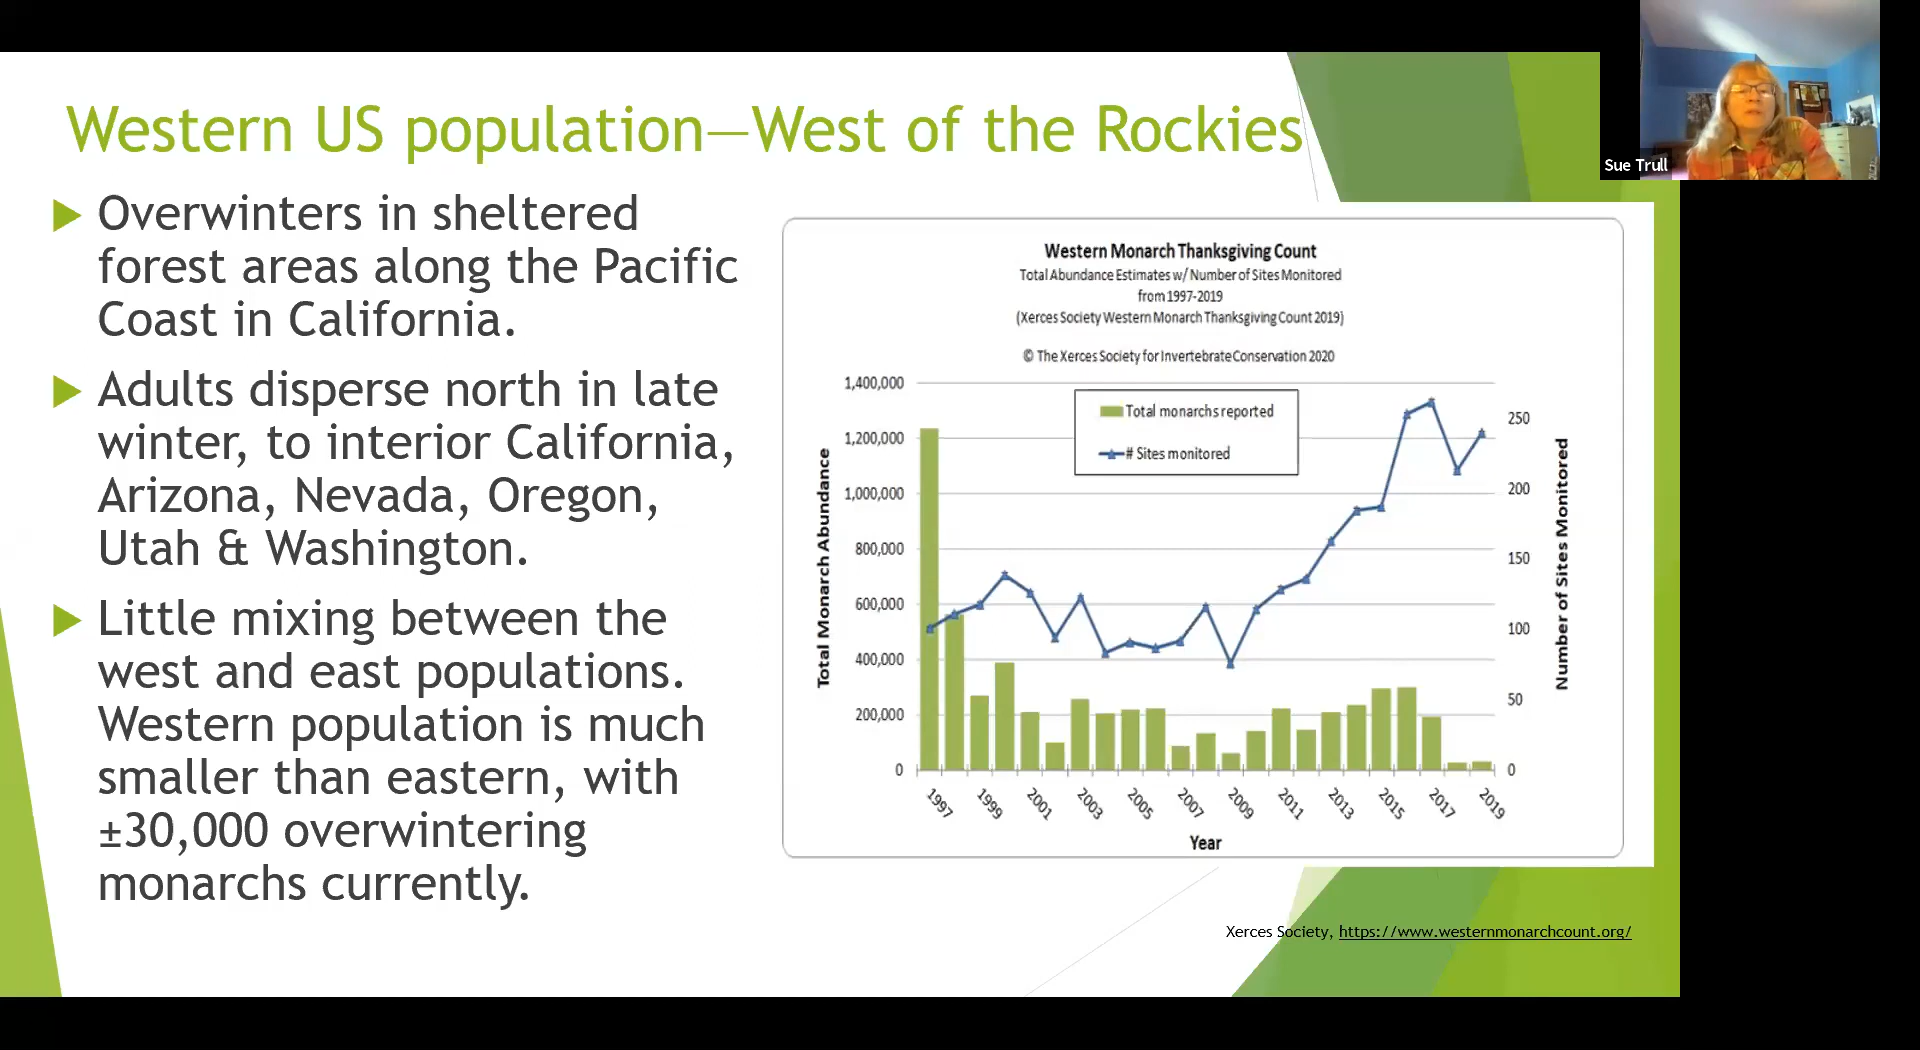 Western US population—West of the Rockies
Sue Trull
Overwinters in sheltered
forest areas along the Pacific
Coast in California.
Adults disperse north in late
winter, to interior California,
Arizona, Nevada, Oregon,
Utah & Washington.
Little mixing between the
west and east populations.
Western population is much
smaller than eastern, with
±30,000 overwintering
monarchs currently.
Western Monarch Thanksgiving Count
Total Abundance Estimates w/ Number of Sites Monitored
from 1997-2019
(Xerces Society Western Monarch Thanksgiving Count 2019)
© The Xerces Society for Invertebrate Conservation 2020
Total monarchs reported
# Sites monitored
Total Monarch Abundance
1,400,000
1,200,000
1,000,000
800,000
600,000
400,000
200,000
0
Number of Sites Monitored
250
200
150
100
50
0
1997
1999
2001
2003
2005
2007
2009
2011
2013
2015
2017
2019
Year
Xerces Society, https://www.westernmonarchcount.org/